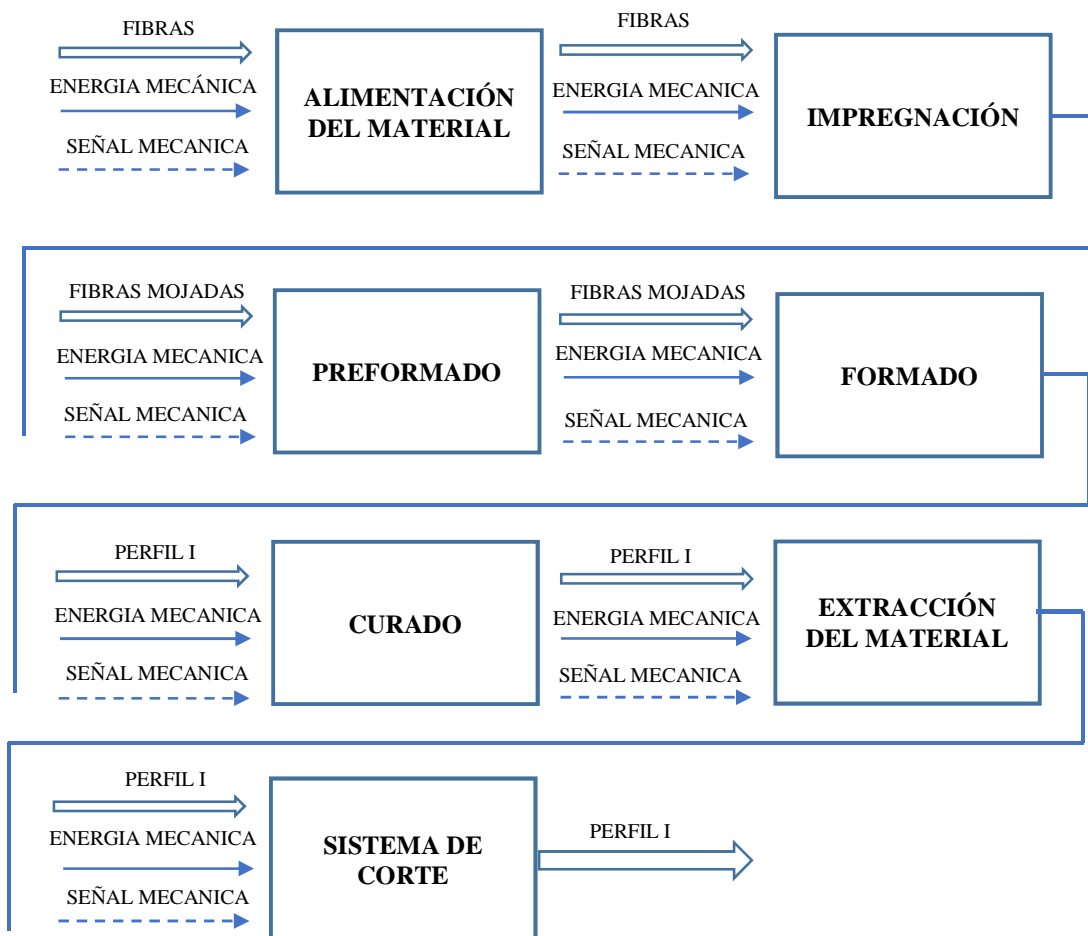 FIBRAS
ENERGIA MECÁNICA
SEÑAL MECANICA
ALIMENTACIÓN
DEL MATERIAL
FIBRAS
ENERGIA MECANICA
SEÑAL MECANICA
IMPREGNACIÓN
FIBRAS MOJADAS
ENERGIA MECANICA
SEÑAL MECANICA
PREFORMADO
FIBRAS MOJADAS
ENERGIA MECANICA
SEÑAL MECANICA
FORMADO
PERFIL I
ENERGIA MECANICA
SEÑAL MECANICA
CURADO
PERFIL I
ENERGIA MECANICA
SEÑAL MECANICA
EXTRACCIÓN
DEL MATERIAL
PERFIL I
ENERGIA MECANICA
SEÑAL MECANICA
SISTEMA DE
CORTE
PERFIL I